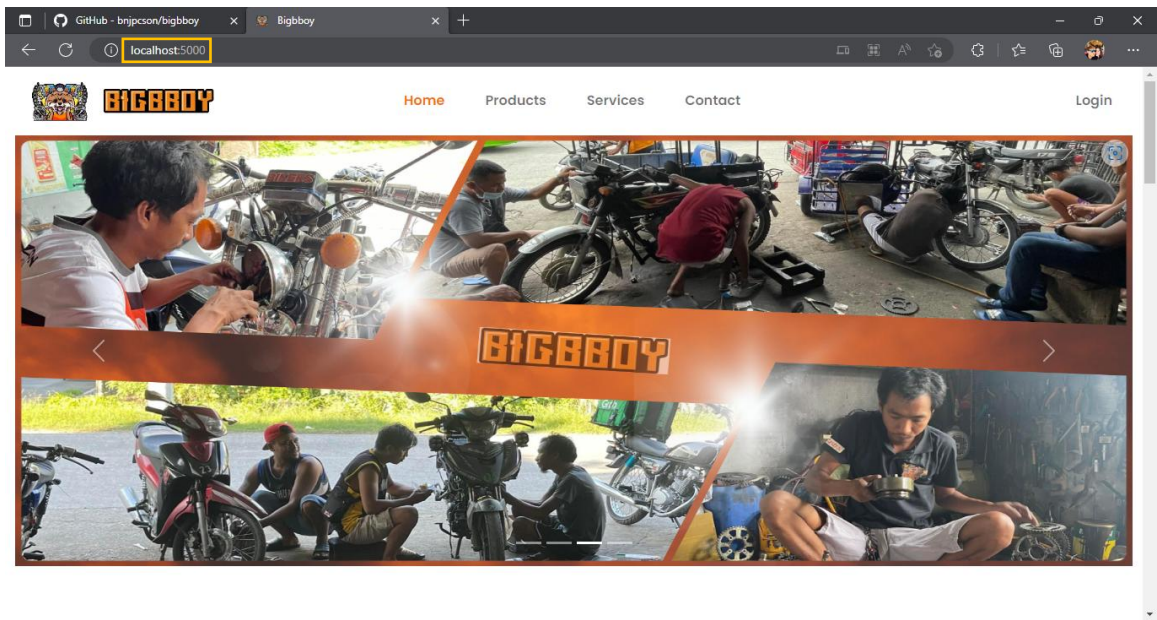 GitHub - bnjpcson/bigbboy
Bigbboy
localhost:5000
BIGBBOY
Home
Products
Services
Contact
Login
BIGBBOY